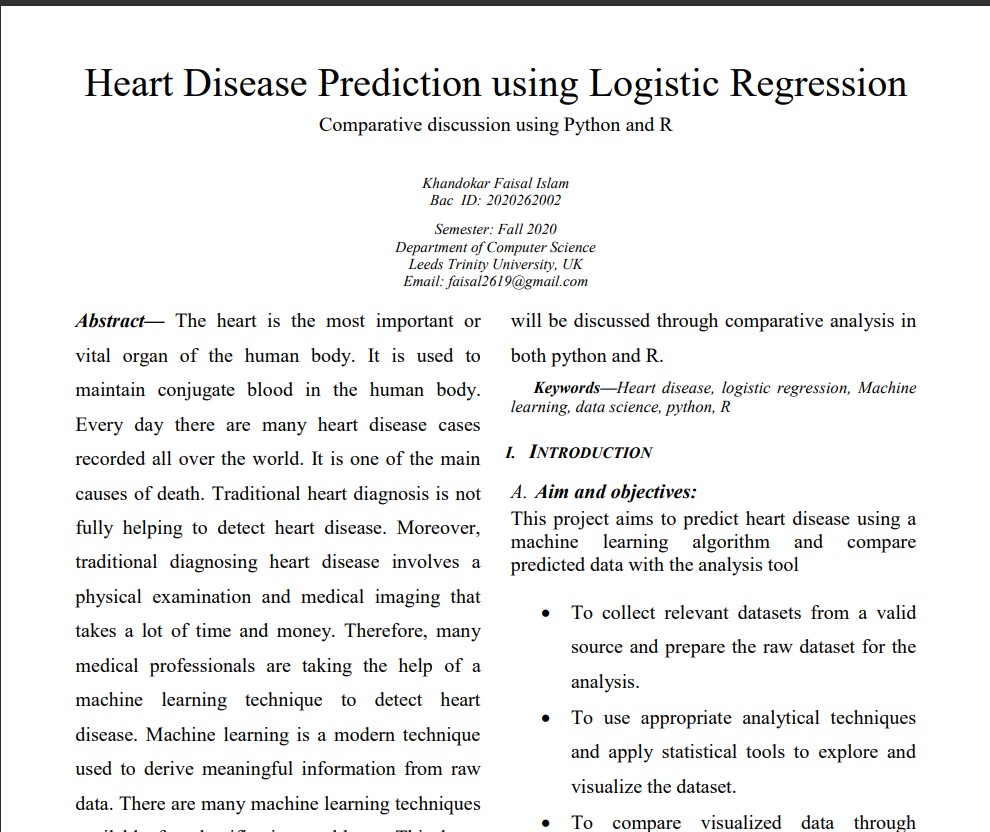 Heart Disease Prediction using Logistic Regression
Comparative discussion using Python and R
Khandokar Faisal Islam
Bac ID: 2020262002
Semester: Fall 2020
Department of Computer Science
Leeds Trinity University, UK
Email: faisal2619@gmail.com
Abstract— The heart is the most important or
vital organ of the human body. It is used to
maintain conjugate blood in the human body.
Every day there are many heart disease cases
recorded all over the world. It is one of the main
causes of death. Traditional heart diagnosis is not
fully helping to detect heart disease. Moreover,
traditional diagnosing heart disease involves a
physical examination and medical imaging that
takes a lot of time and money. Therefore, many
medical professionals are taking the help of a
machine learning technique to detect heart
disease. Machine learning is a modern technique
used to derive meaningful information from raw
data. There are many machine learning techniques
will be discussed through comparative analysis in
both python and R.
Keywords—Heart disease, logistic regression, Machine
learning, data science, python, R
I. INTRODUCTION
A. Aim and objectives:
This project aims to predict heart disease using a
machine learning algorithm and compare
predicted data with the analysis tool
• To collect relevant datasets from a valid
source and prepare the raw dataset for the
analysis.
• To use appropriate analytical techniques
and apply statistical tools to explore and
visualize the dataset.
• To compare visualized data through